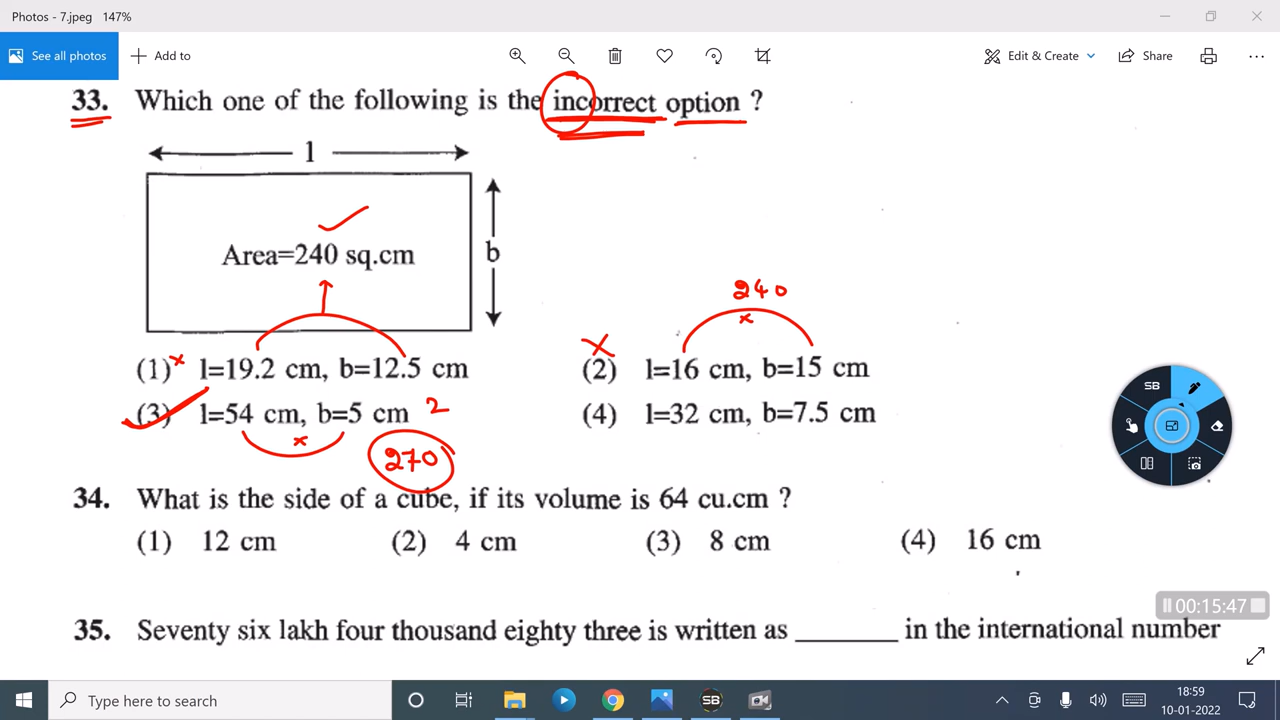 Photos - 7.jpeg 147%
See all photos
Add to
Edit & Create
Share
33. Which one of the following is the incorrect option ?
l
Area=240 sq.cm
b
240
x
(1) x l=19.2 cm, b=12.5 cm
(2) l=16 cm, b=15 cm
(3) l=54 cm, b=5 cm 2
(4) l=32 cm, b=7.5 cm
x
270
SB
34. What is the side of a cube, if its volume is 64 cu.cm ?
(1) 12 cm (2) 4 cm (3) 8 cm (4) 16 cm
00:15:47
35. Seventy six lakh four thousand eighty three is written as ________ in the international number
Type here to search
SB
18:59
10-01-2022